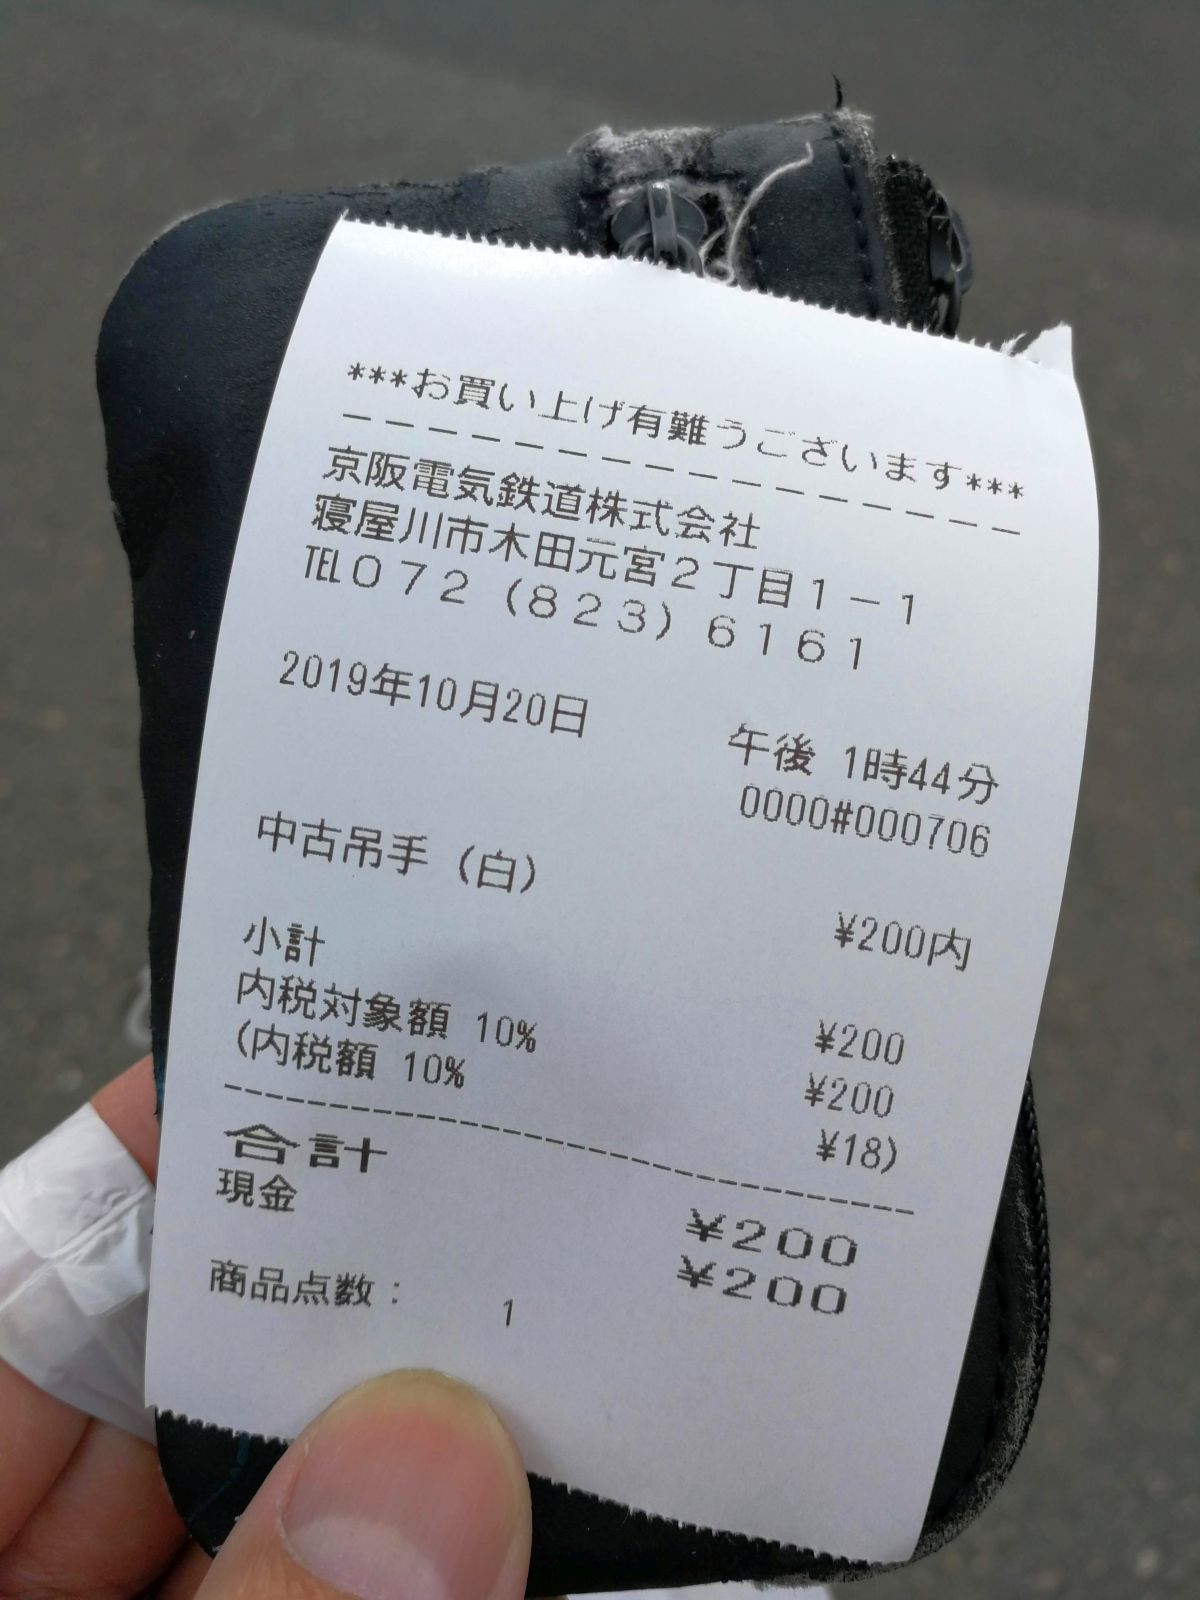 ***お買い上げ有難うございます***
京阪電気鉄道株式会社
寝屋川市木田元宮２丁目１－１
℡０７２（８２３）６１６１
2019年10月20日
午後 1時44分
0000#000706
中古吊手（白）
¥200内
小計 ¥200
内税対象額 10% ¥200
(内税額 10% ¥18)
合計 ¥200
現金 ¥200
商品点数： 1